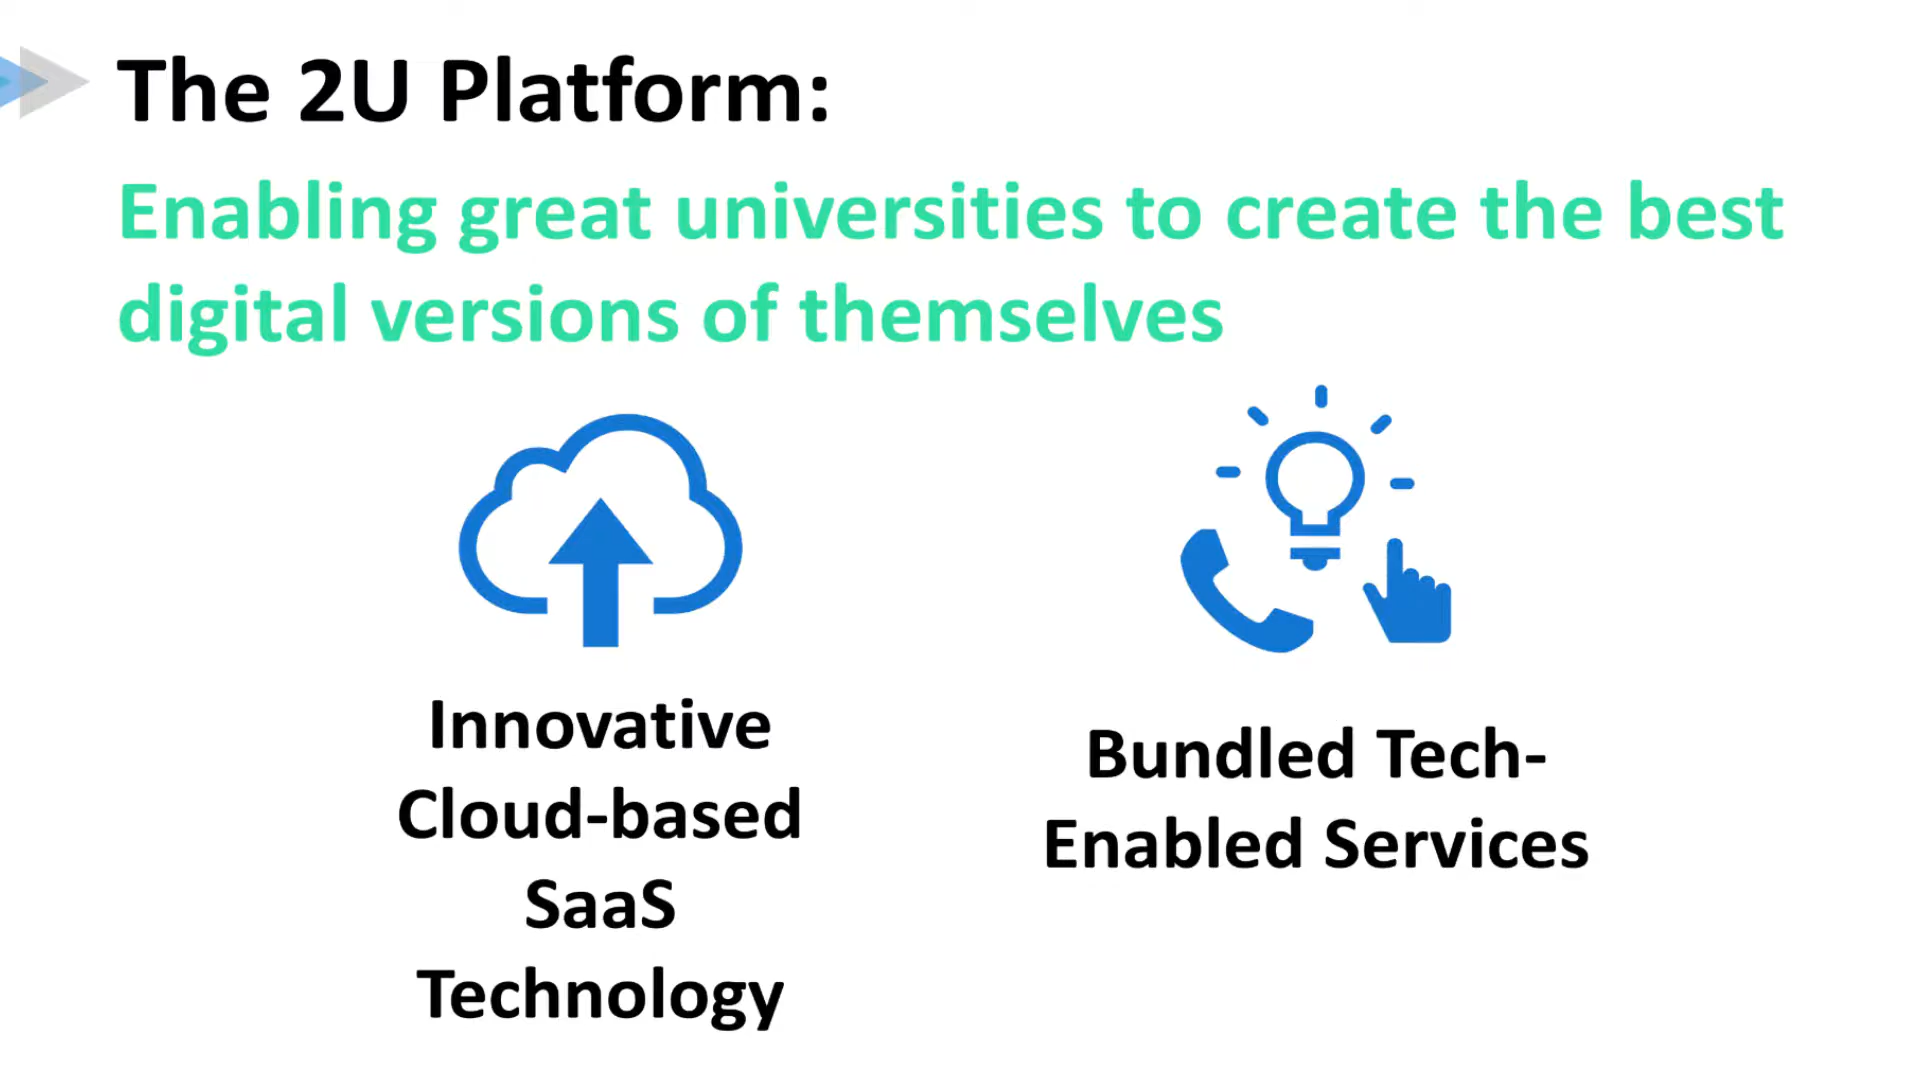 The 2U Platform:
Enabling great universities to create the best
digital versions of themselves
Innovative
Cloud-based
SaaS
Technology
Bundled Tech-
Enabled Services